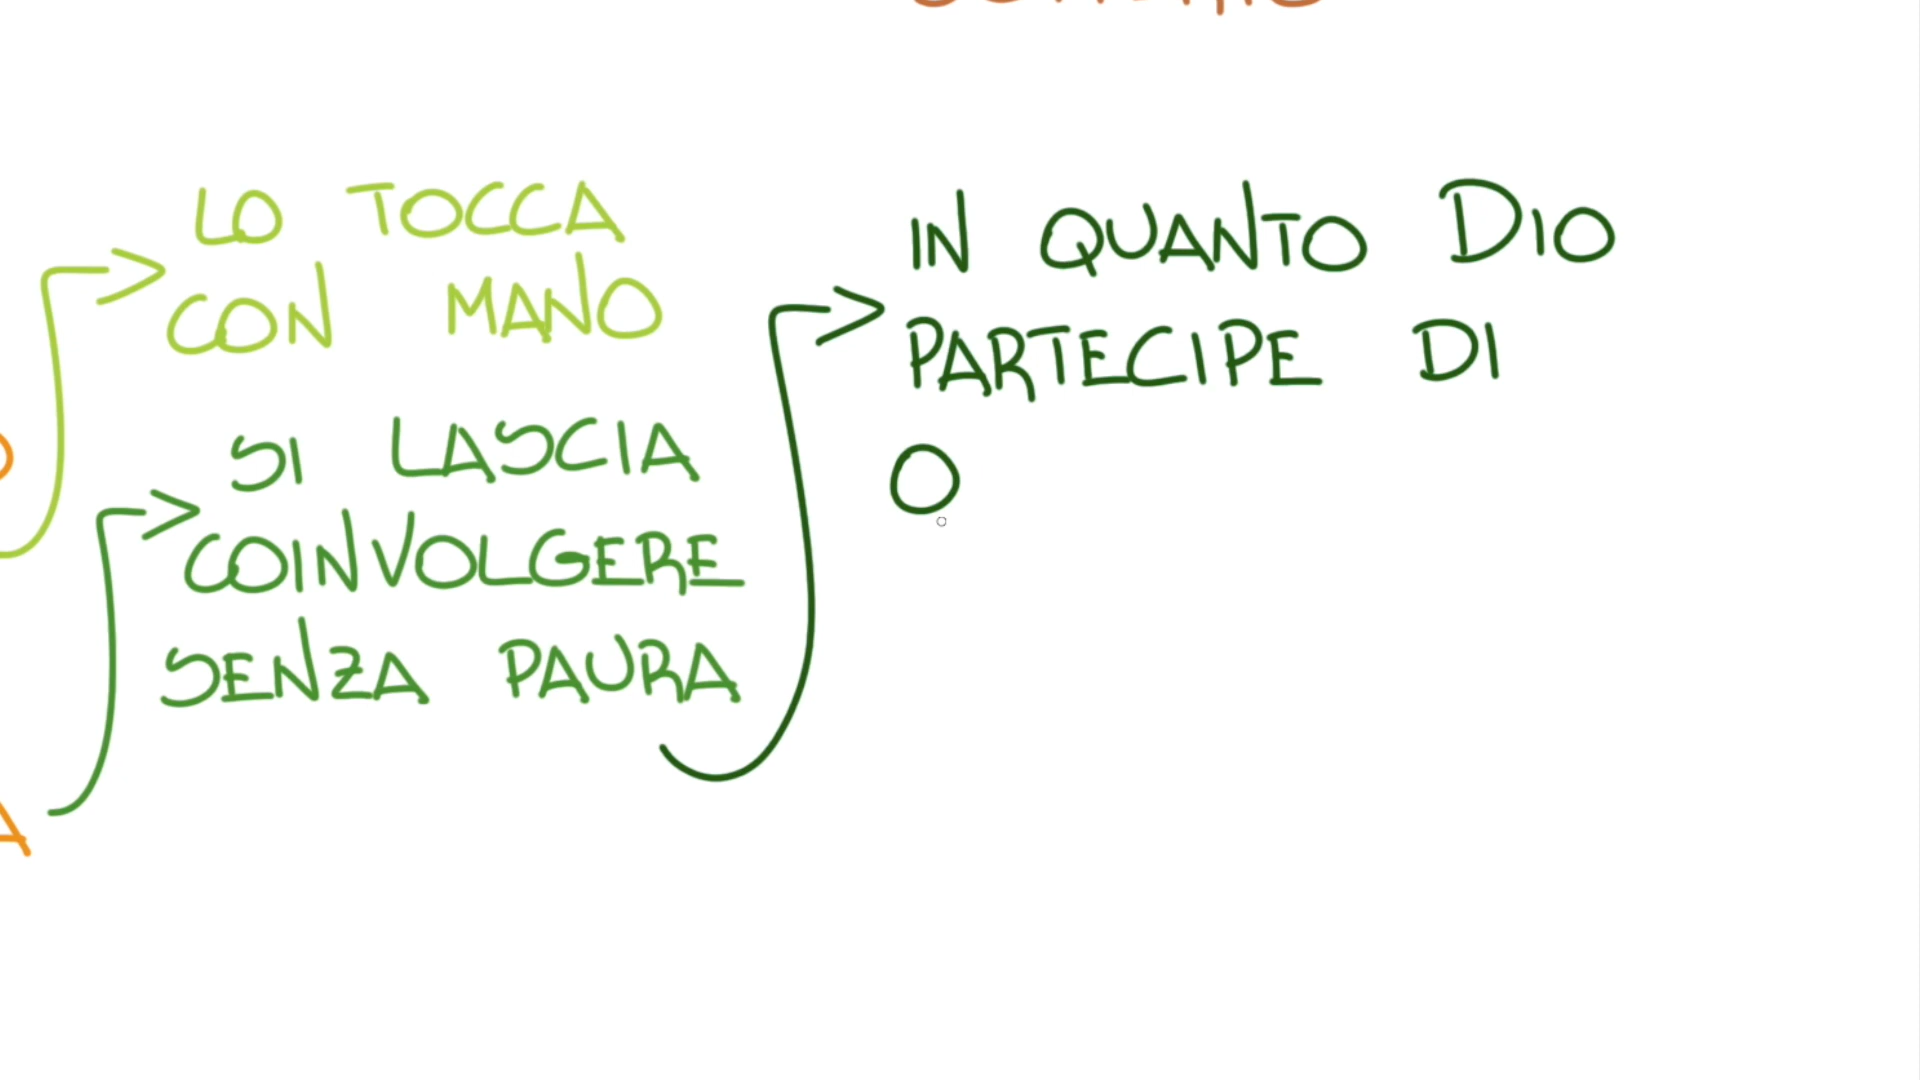 LO TOCCA
CON MANO
SI LASCIA
COINVOLGERE
SENZA PAURA
IN QUANTO DIO
PARTECIPE DI
O